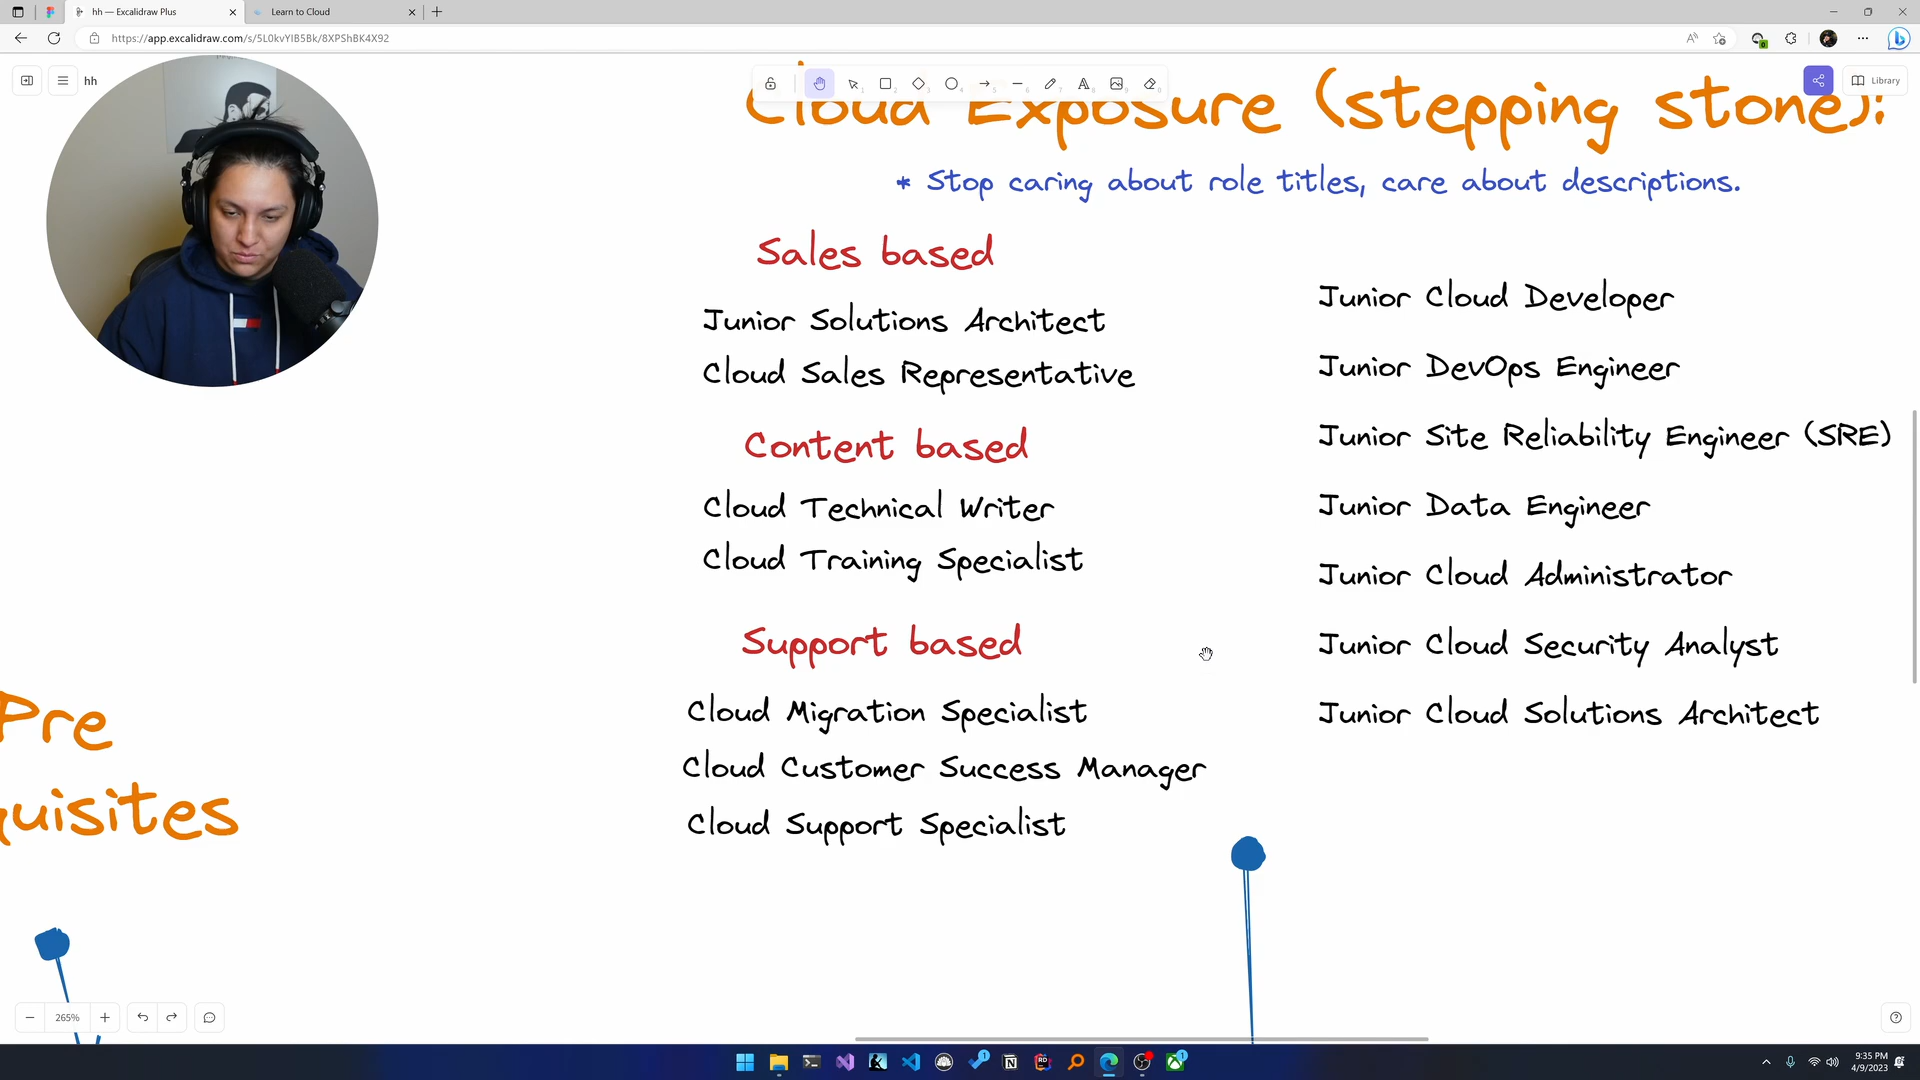 hh — Excalidraw Plus
Learn to Cloud
https://app.excalidraw.com/s/5L0kvYIB5Bk/8XPShBK4X92
hh
Library
Cloud Exposure (stepping stone):
* Stop caring about role titles, care about descriptions.
Sales based
Junior Solutions Architect
Cloud Sales Representative
Content based
Cloud Technical Writer
Cloud Training Specialist
Support based
Cloud Migration Specialist
Cloud Customer Success Manager
Cloud Support Specialist
Junior Cloud Developer
Junior DevOps Engineer
Junior Site Reliability Engineer (SRE)
Junior Data Engineer
Junior Cloud Administrator
Junior Cloud Security Analyst
Junior Cloud Solutions Architect
Pre
quisites
265%
9:35 PM
4/9/2023